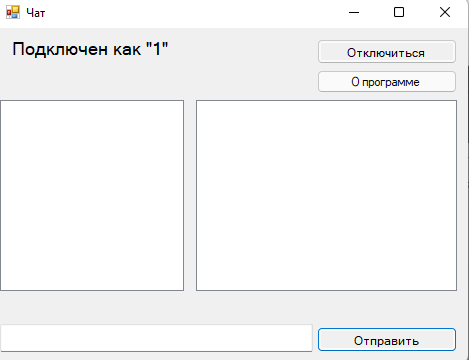 Чат
Подключен как "1"
Отключиться
О программе
Отправить